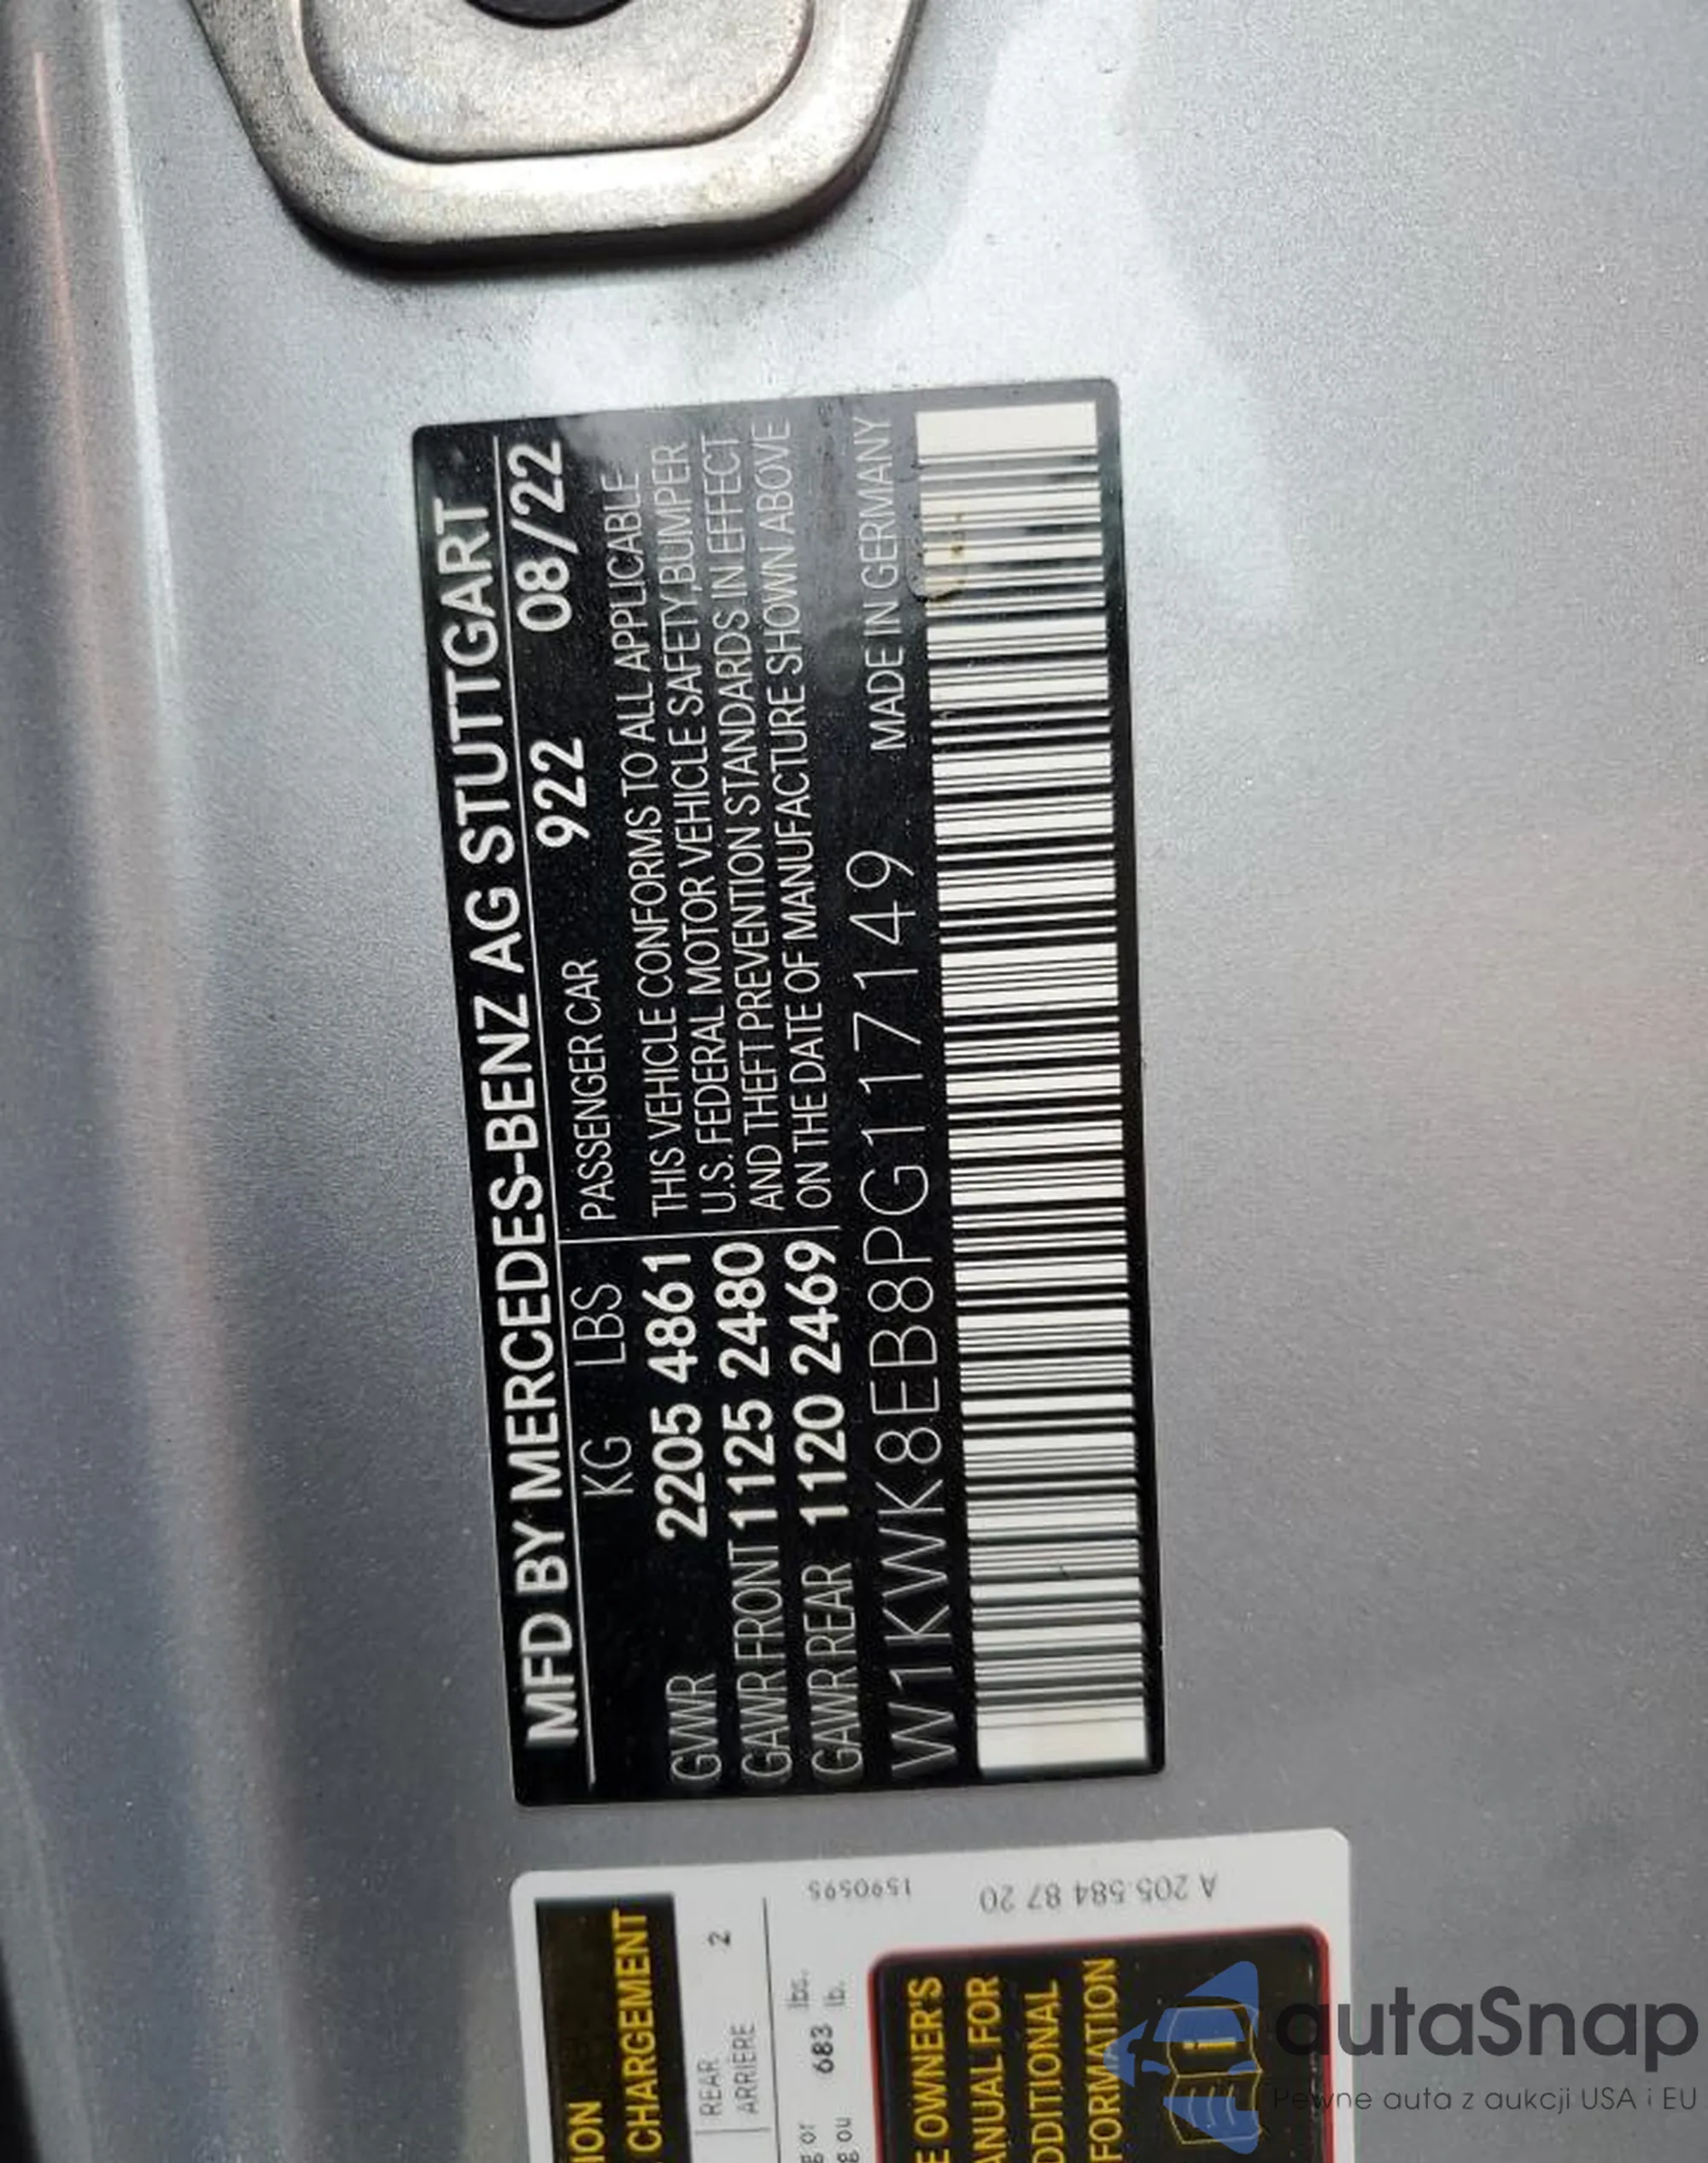 MFD BY MERCEDES-BENZ AG STUTTGART
KG LBS PASSENGER CAR 922 08/22
GVWR 2205 4861 THIS VEHICLE CONFORMS TO ALL APPLICABLE
U.S. FEDERAL MOTOR VEHICLE SAFETY, BUMPER
GAWR FRONT 1125 2480 AND THEFT PREVENTION STANDARDS IN EFFECT
GAWR REAR 1120 2469 ON THE DATE OF MANUFACTURE SHOWN ABOVE
W1KWK8EB8PG117149 MADE IN GERMANY
CHARGEMENT
REAR 2
ARRIERE
683 lbs.
lb.
1590595
A 205 584 87 20
OWNER'S
FOR
autaSnap
Pewne auta z aukcji USA i EU